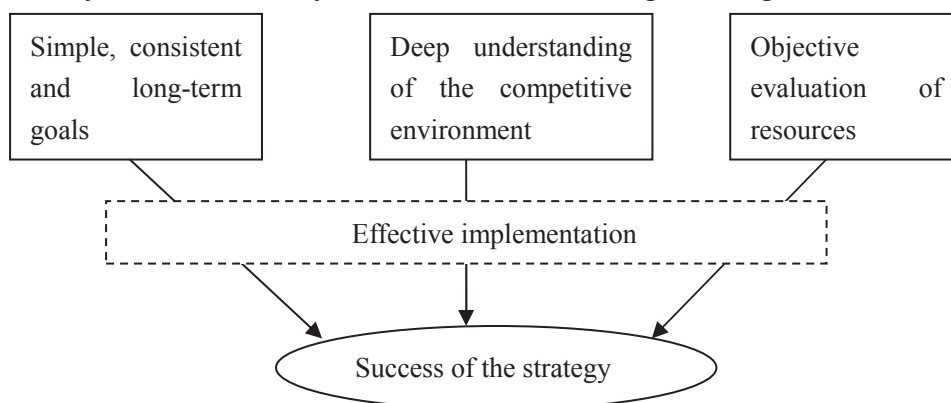 Simple, consistent
and long-term
goals
Deep understanding
of the competitive
environment
Objective
evaluation of
resources
Effective implementation
Success of the strategy